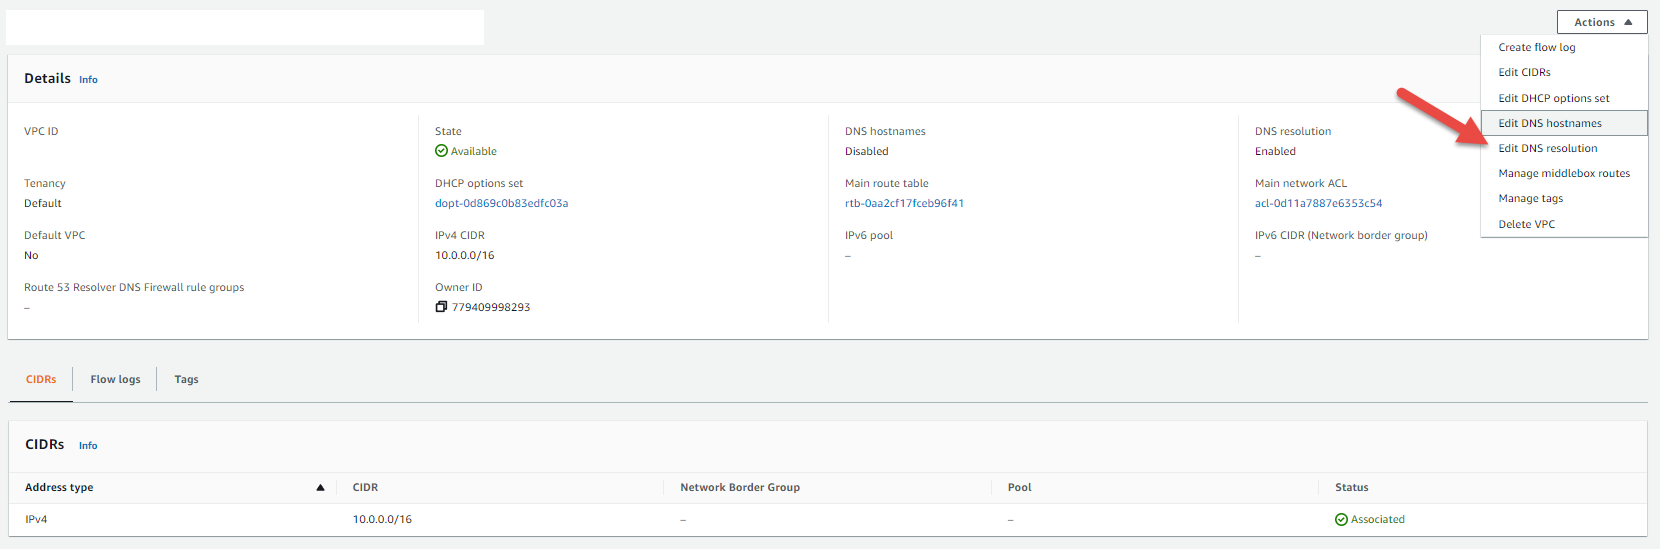 Actions
Create flow log
Edit CIDRs
Edit DHCP options set
Edit DNS hostnames
Edit DNS resolution
Manage middlebox routes
Manage tags
Delete VPC
Details Info
VPC ID State DNS hostnames DNS resolution
Available Disabled Enabled
Tenancy DHCP options set Main route table Main network ACL
Default dopt-0d869c0b83edfc03a rtb-0aa2cf17fceb96f41 acl-0d11a7887e6353c54
Default VPC IPv4 CIDR IPv6 pool IPv6 CIDR (Network border group)
No 10.0.0.0/16 – –
Route 53 Resolver DNS Firewall rule groups Owner ID
– 779409998293
CIDRs Flow logs Tags
CIDRs Info
Address type CIDR Network Border Group Pool Status
IPv4 10.0.0.0/16 – – Associated